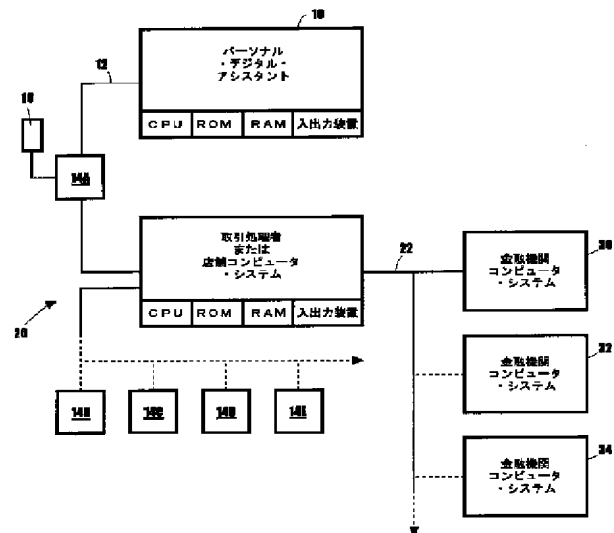 10
パーソナル
・デジタル・
アシスタント
12
CPU ROM RAM 入出力装置
14A
取引処理者
または
店舗コンピュータ
・システム
22
CPU ROM RAM 入出力装置
20
金融機関
コンピュータ
・システム
30
金融機関
コンピュータ
・システム
32
14B 14C 14D 14E
金融機関
コンピュータ
・システム
34